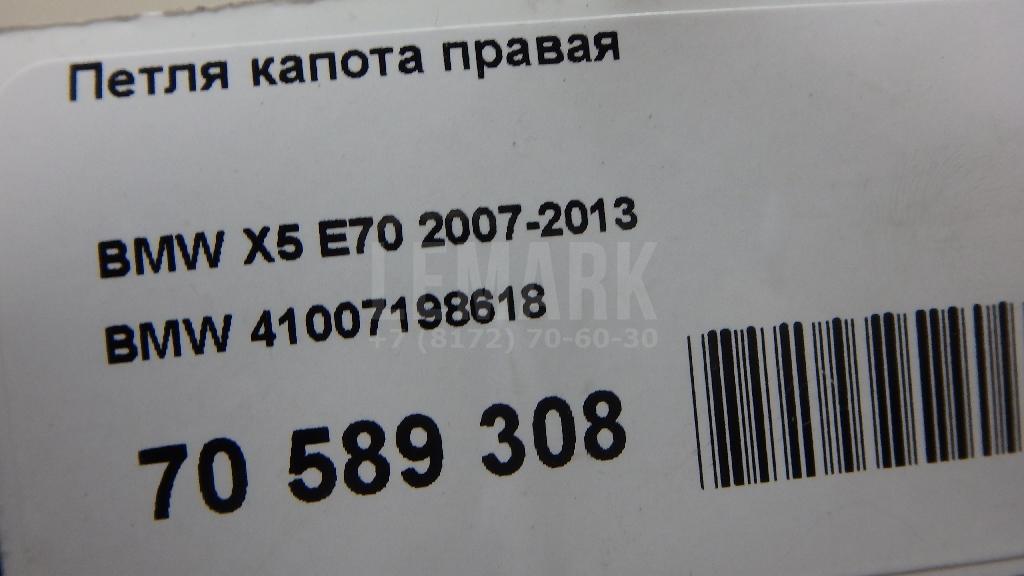 Петля капота правая
BMW X5 E70 2007-2013
LEMARK
BMW 41007198618
+7 (8172) 70-60-30
70 589 308